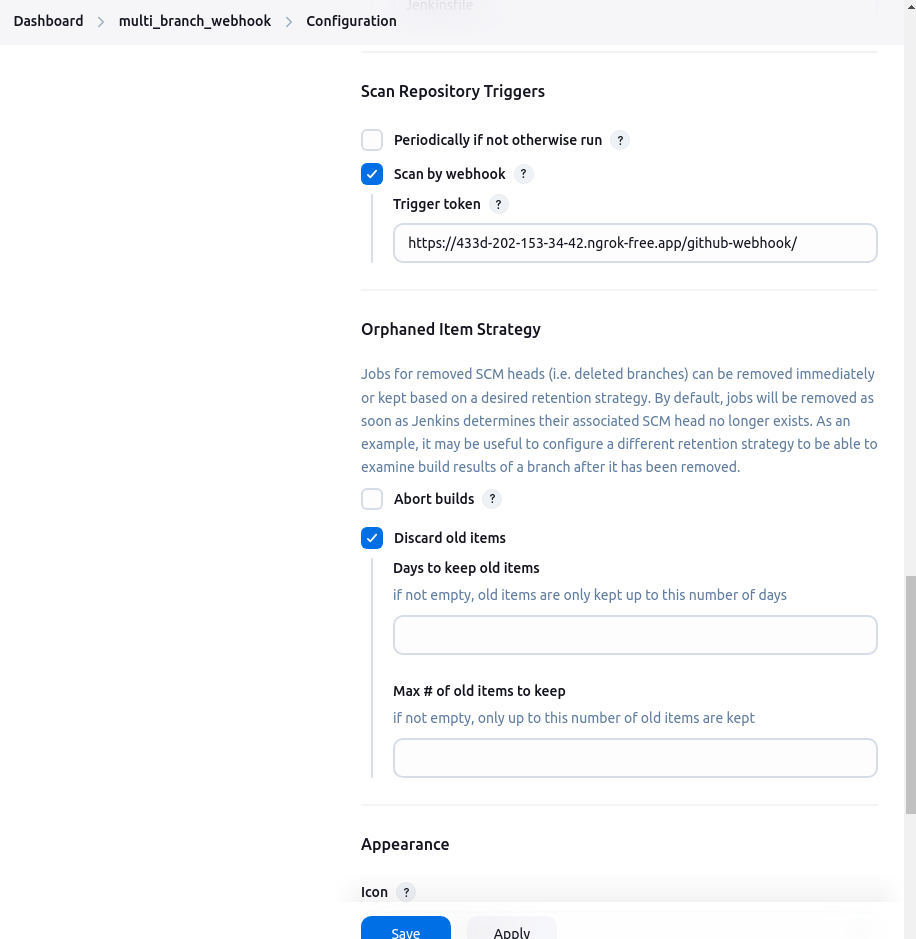 Jenkinsfile
Dashboard > multi_branch_webhook > Configuration
Scan Repository Triggers
Periodically if not otherwise run ?
Scan by webhook ?
Trigger token ?
https://433d-202-153-34-42.ngrok-free.app/github-webhook/
Orphaned Item Strategy
Jobs for removed SCM heads (i.e. deleted branches) can be removed immediately
or kept based on a desired retention strategy. By default, jobs will be removed as
soon as Jenkins determines their associated SCM head no longer exists. As an
example, it may be useful to configure a different retention strategy to be able to
examine build results of a branch after it has been removed.
Abort builds ?
Discard old items
Days to keep old items
if not empty, old items are only kept up to this number of days
Max # of old items to keep
if not empty, only up to this number of old items are kept
Appearance
Icon ?
Save Apply